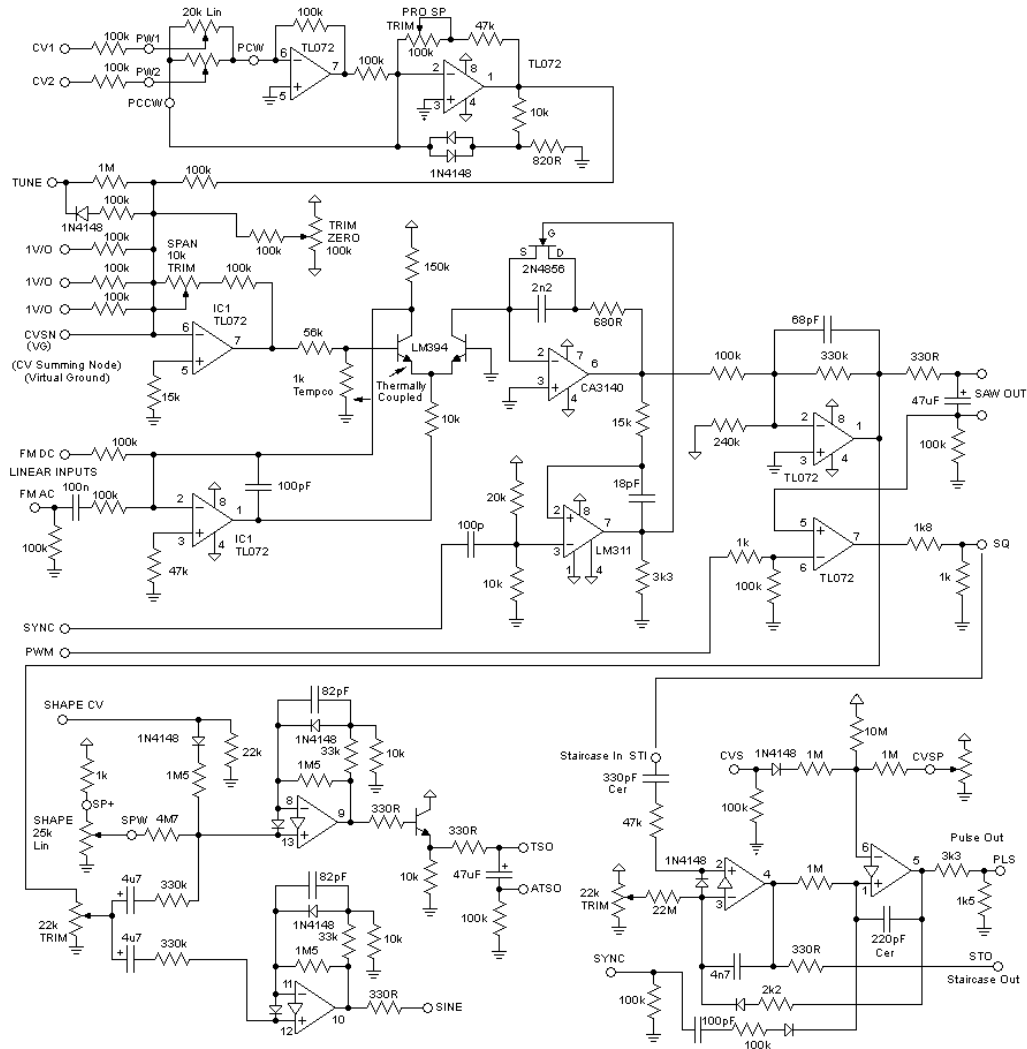 PRO SP
20k Lin
100k
TRIM
47k
CV1
100k
PW1
PCW
TL072
100k
TL072
6
7
100k
2
8
1
CV2
100k
PW2
5
3
4
10k
PCCW
820R
1N4148
TUNE
1M
100k
1N4148
100k
TRIM
ZERO
100k
100k
1V/O
100k
SPAN
10k
TRIM
100k
1V/O
100k
1V/O
100k
CVSN
(VG)
(CV Summing Node)
(Virtual Ground)
IC1
TL072
6
7
5
15k
56k
1k
Tempco
150k
LM394
Thermally
Coupled
10k
G
S
D
2N4856
2n2
680R
2
7
6
3
4
CA3140
15k
18pF
68pF
100k
330k
330R
240k
2
8
1
3
4
TL072
47uF
+
SAW OUT
100k
FM DC
100k
LINEAR INPUTS
100n
FM AC
100k
100k
2
8
1
3
4
IC1
TL072
47k
100pF
20k
100p
2
8
7
3
LM311
1
4
10k
3k3
5
7
6
TL072
1k
100k
1k8
SQ
1k
SYNC
PWM
SHAPE CV
1N4148
22k
1M5
1k
SP+
SHAPE
25k
Lin
SPW
4M7
82pF
1N4148
33k
10k
1M5
8
9
13
330R
330R
TSO
10k
47uF
+
ATSO
100k
22k
TRIM
+
4u7
330k
+
4u7
330k
82pF
1N4148
33k
10k
1M5
11
10
12
330R
SINE
Staircase In STI
330pF
Cer
47k
1N4148
22k
TRIM
22M
2
4
3
CVS
1N4148
1M
10M
1M
CVSP
100k
1M
6
5
1
Pulse Out
3k3
PLS
1k5
220pF
Cer
4n7
330R
STO
Staircase Out
SYNC
100k
2k2
100pF
100k